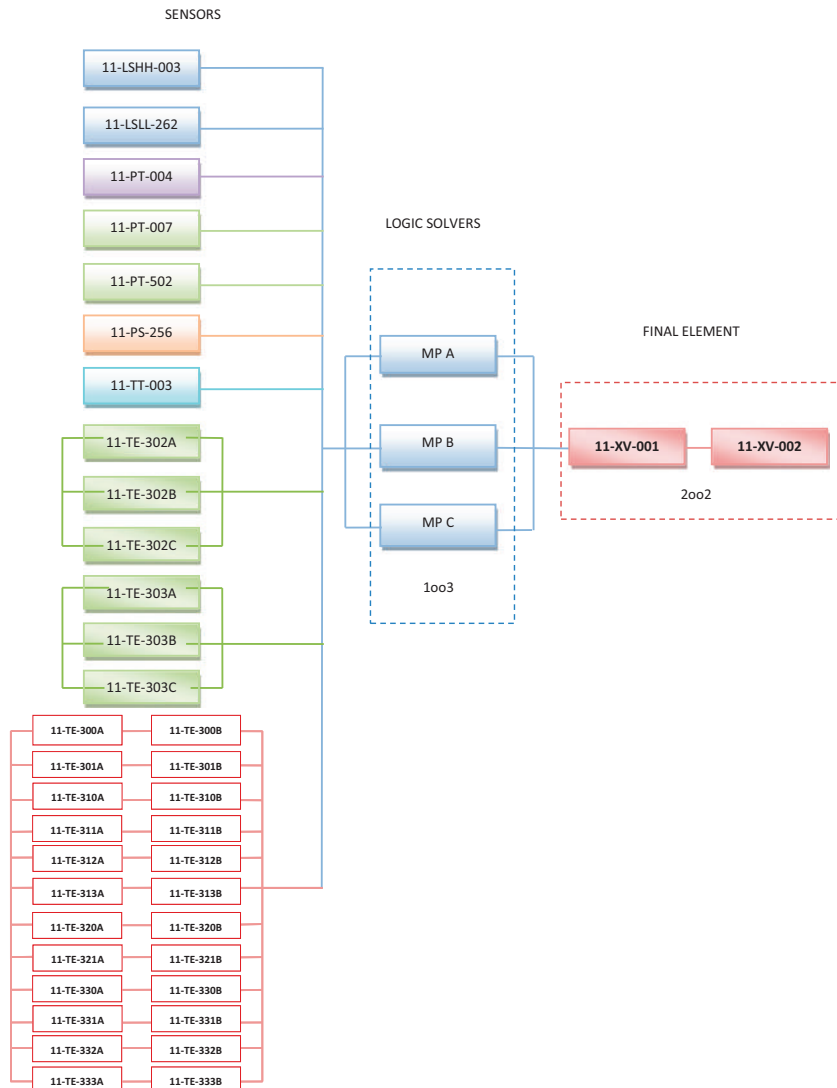 SENSORS
11-LSHH-003
11-LSLL-262
11-PT-004
11-PT-007
11-PT-502
11-PS-256
11-TT-003
11-TE-302A
11-TE-302B
11-TE-302C
11-TE-303A
11-TE-303B
11-TE-303C
11-TE-300A 11-TE-300B
11-TE-301A 11-TE-301B
11-TE-310A 11-TE-310B
11-TE-311A 11-TE-311B
11-TE-312A 11-TE-312B
11-TE-313A 11-TE-313B
11-TE-320A 11-TE-320B
11-TE-321A 11-TE-321B
11-TE-330A 11-TE-330B
11-TE-331A 11-TE-331B
11-TE-332A 11-TE-332B
11-TE-333A 11-TE-333B
LOGIC SOLVERS
MP A
MP B
MP C
1oo3
FINAL ELEMENT
11-XV-001 11-XV-002
2oo2